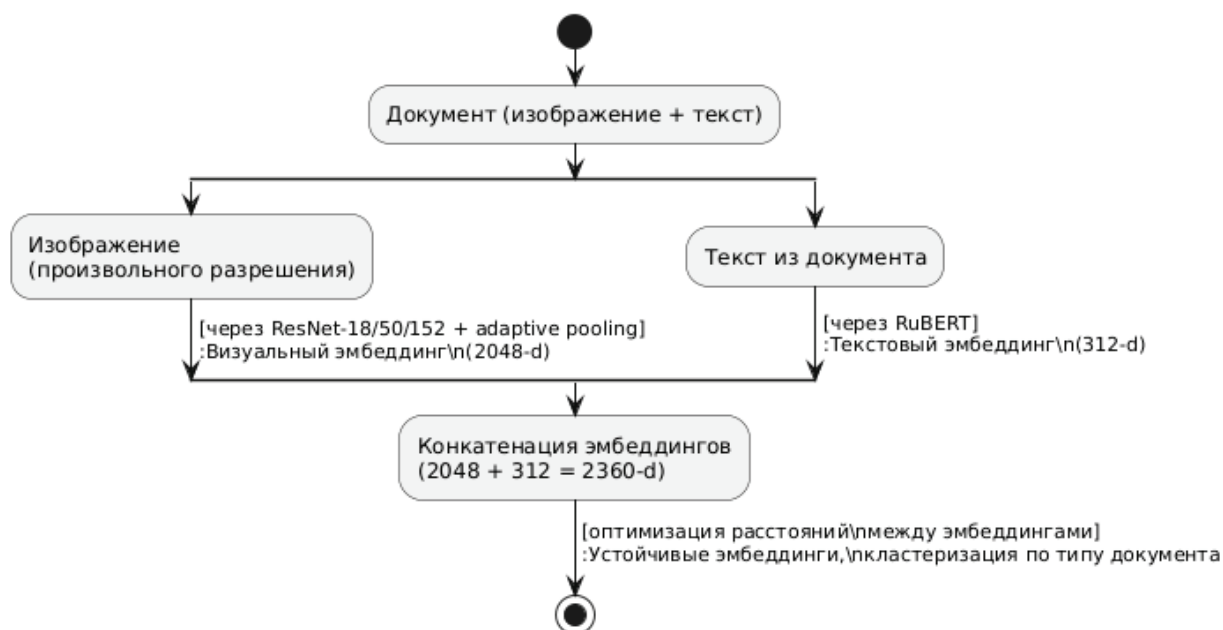 Документ (изображение + текст)
Изображение
(произвольного разрешения)
Текст из документа
[через ResNet-18/50/152 + adaptive pooling]
:Визуальный эмбеддинг\n(2048-d)
[через RuBERT]
:Текстовый эмбеддинг\n(312-d)
Конкатенация эмбеддингов
(2048 + 312 = 2360-d)
[оптимизация расстояний\nмежду эмбеддингами]
:Устойчивые эмбеддинги,\nкластеризация по типу документа